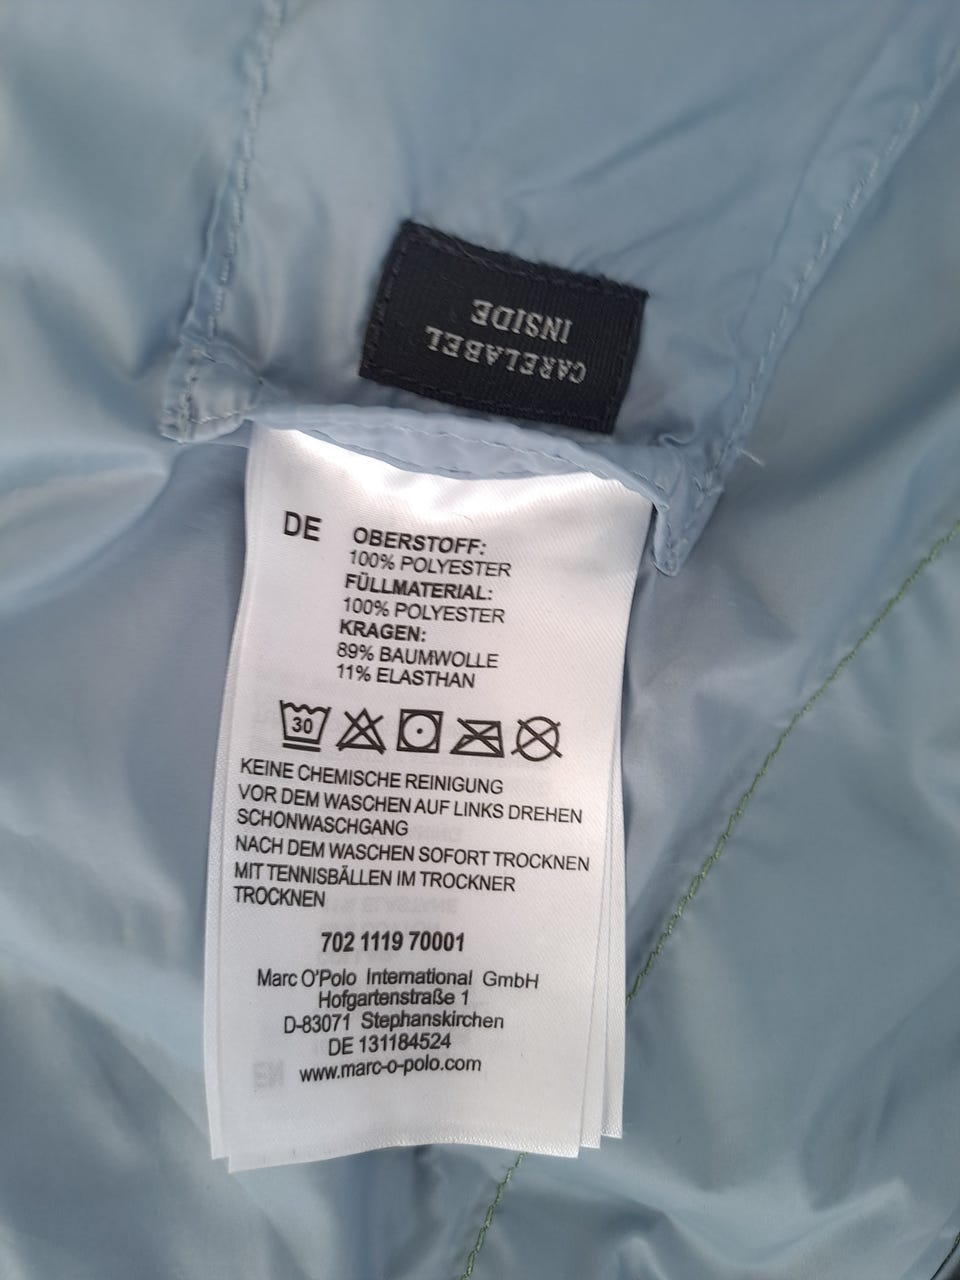 CARELABEL
INSIDE
DE
OBERSTOFF:
100% POLYESTER
FÜLLMATERIAL:
100% POLYESTER
KRAGEN:
89% BAUMWOLLE
11% ELASTHAN
30
KEINE CHEMISCHE REINIGUNG
VOR DEM WASCHEN AUF LINKS DREHEN
SCHONWASCHGANG
NACH DEM WASCHEN SOFORT TROCKNEN
MIT TENNISBÄLLEN IM TROCKNER
TROCKNEN
702 1119 70001
Marc O'Polo International GmbH
Hofgartenstraße 1
D-83071 Stephanskirchen
DE 131184524
www.marc-o-polo.com